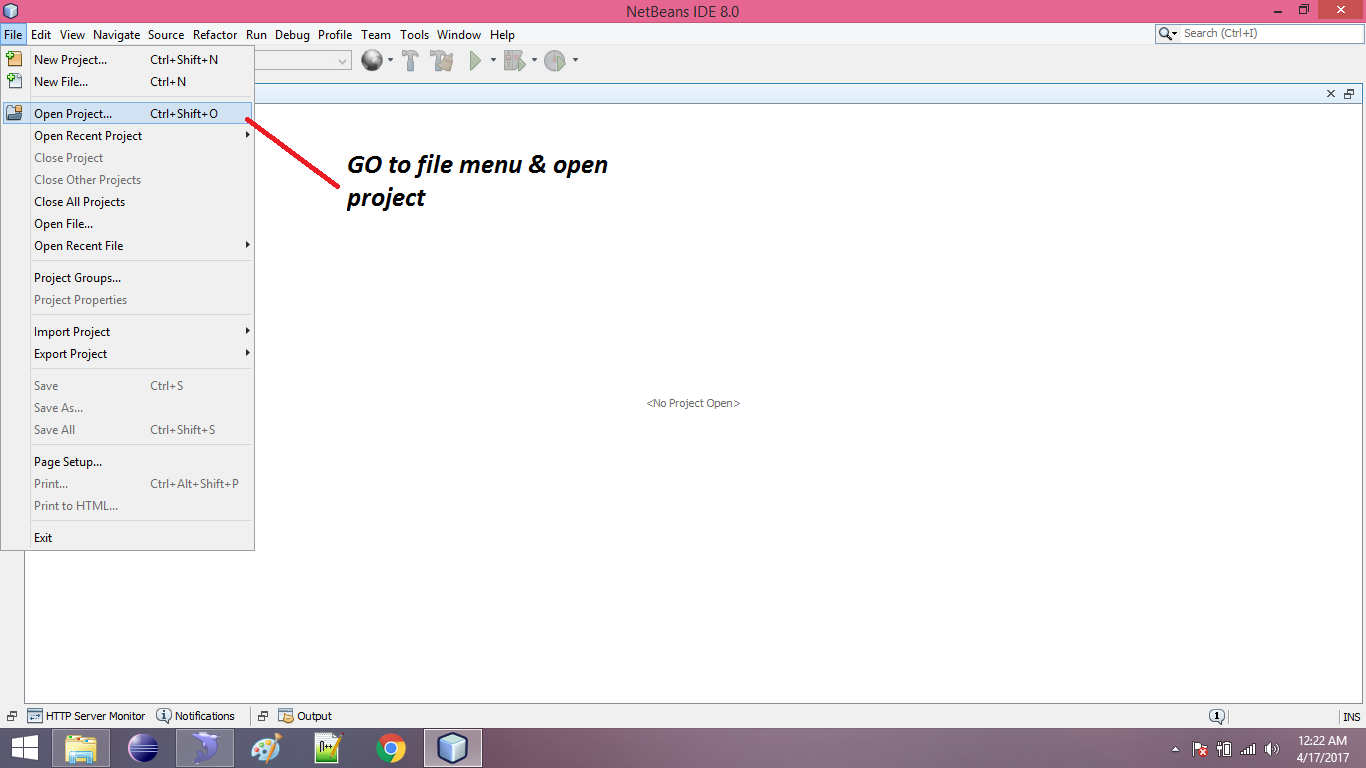 NetBeans IDE 8.0
File Edit View Navigate Source Refactor Run Debug Profile Team Tools Window Help
Search (Ctrl+I)
New Project... Ctrl+Shift+N
New File... Ctrl+N
Open Project... Ctrl+Shift+O
Open Recent Project
Close Project
Close Other Projects
Close All Projects
Open File...
Open Recent File
Project Groups...
Project Properties
Import Project
Export Project
Save Ctrl+S
Save As...
Save All Ctrl+Shift+S
Page Setup...
Print... Ctrl+Alt+Shift+P
Print to HTML...
Exit
GO to file menu & open
project
<No Project Open>
HTTP Server Monitor Notifications Output
1
INS
N++
12:22 AM
4/17/2017